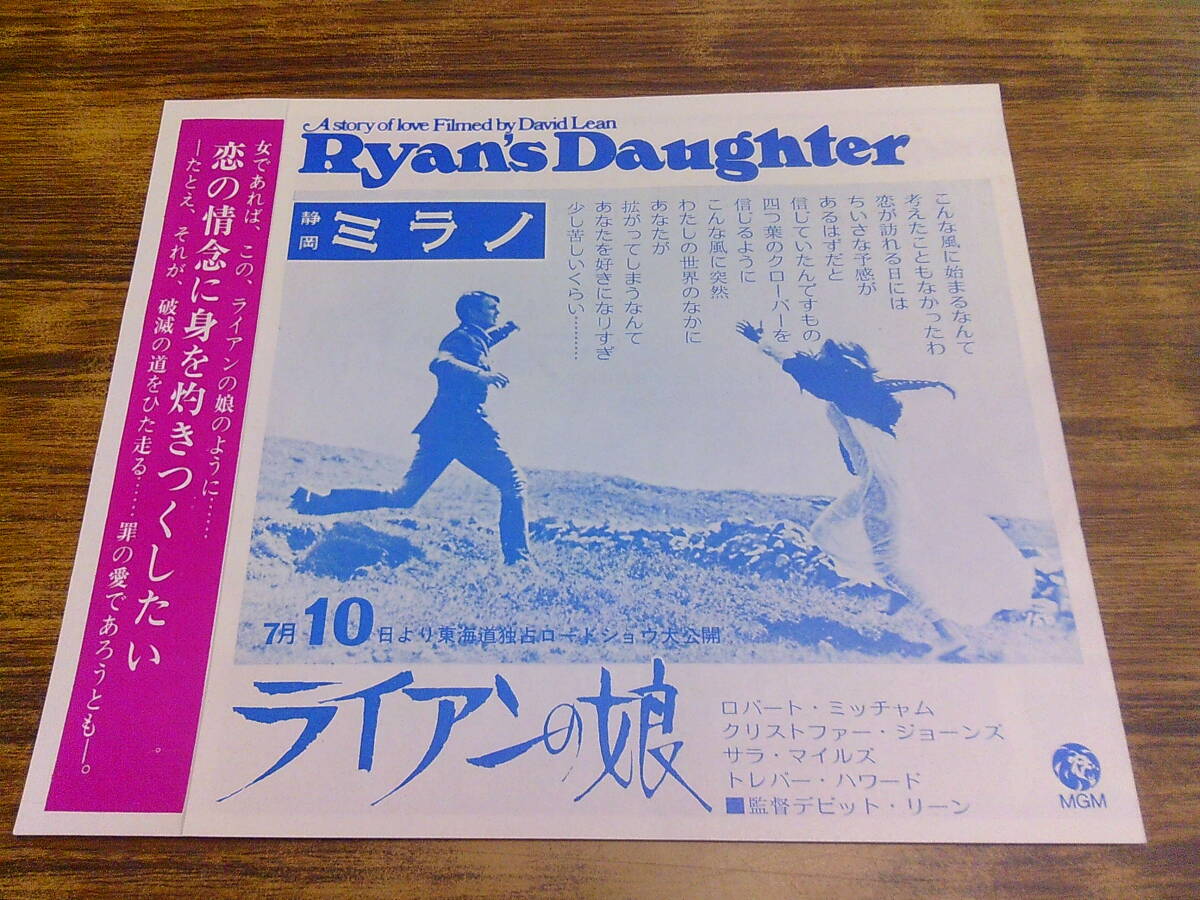 A story of love Filmed by David Lean
Ryan's Daughter
静岡 ミラノ
こんな風に始まるなんて
考えたこともなかったわ
恋が訪れる日には
ちいさな予感が
あるはずだと
信じていたんですもの
四つ葉のクローバーを
信じるように
こんな風に突然
わたしの世界のなかに
あなたが
拡がってしまうなんて
あなたを好きになりすぎ
少し苦しいくらい………
女であれば、この、ライアンの娘のように……
恋の情念に身を灼きつくしたい
―たとえ、それが、破滅の道をひた走る……罪の愛であろうとも―。
7月10日より東海道独占ロードショウ大公開
ライアンの娘
ロバート・ミッチャム
クリストファー・ジョーンズ
サラ・マイルズ
トレバー・ハワード
■監督デビット・リーン
MGM